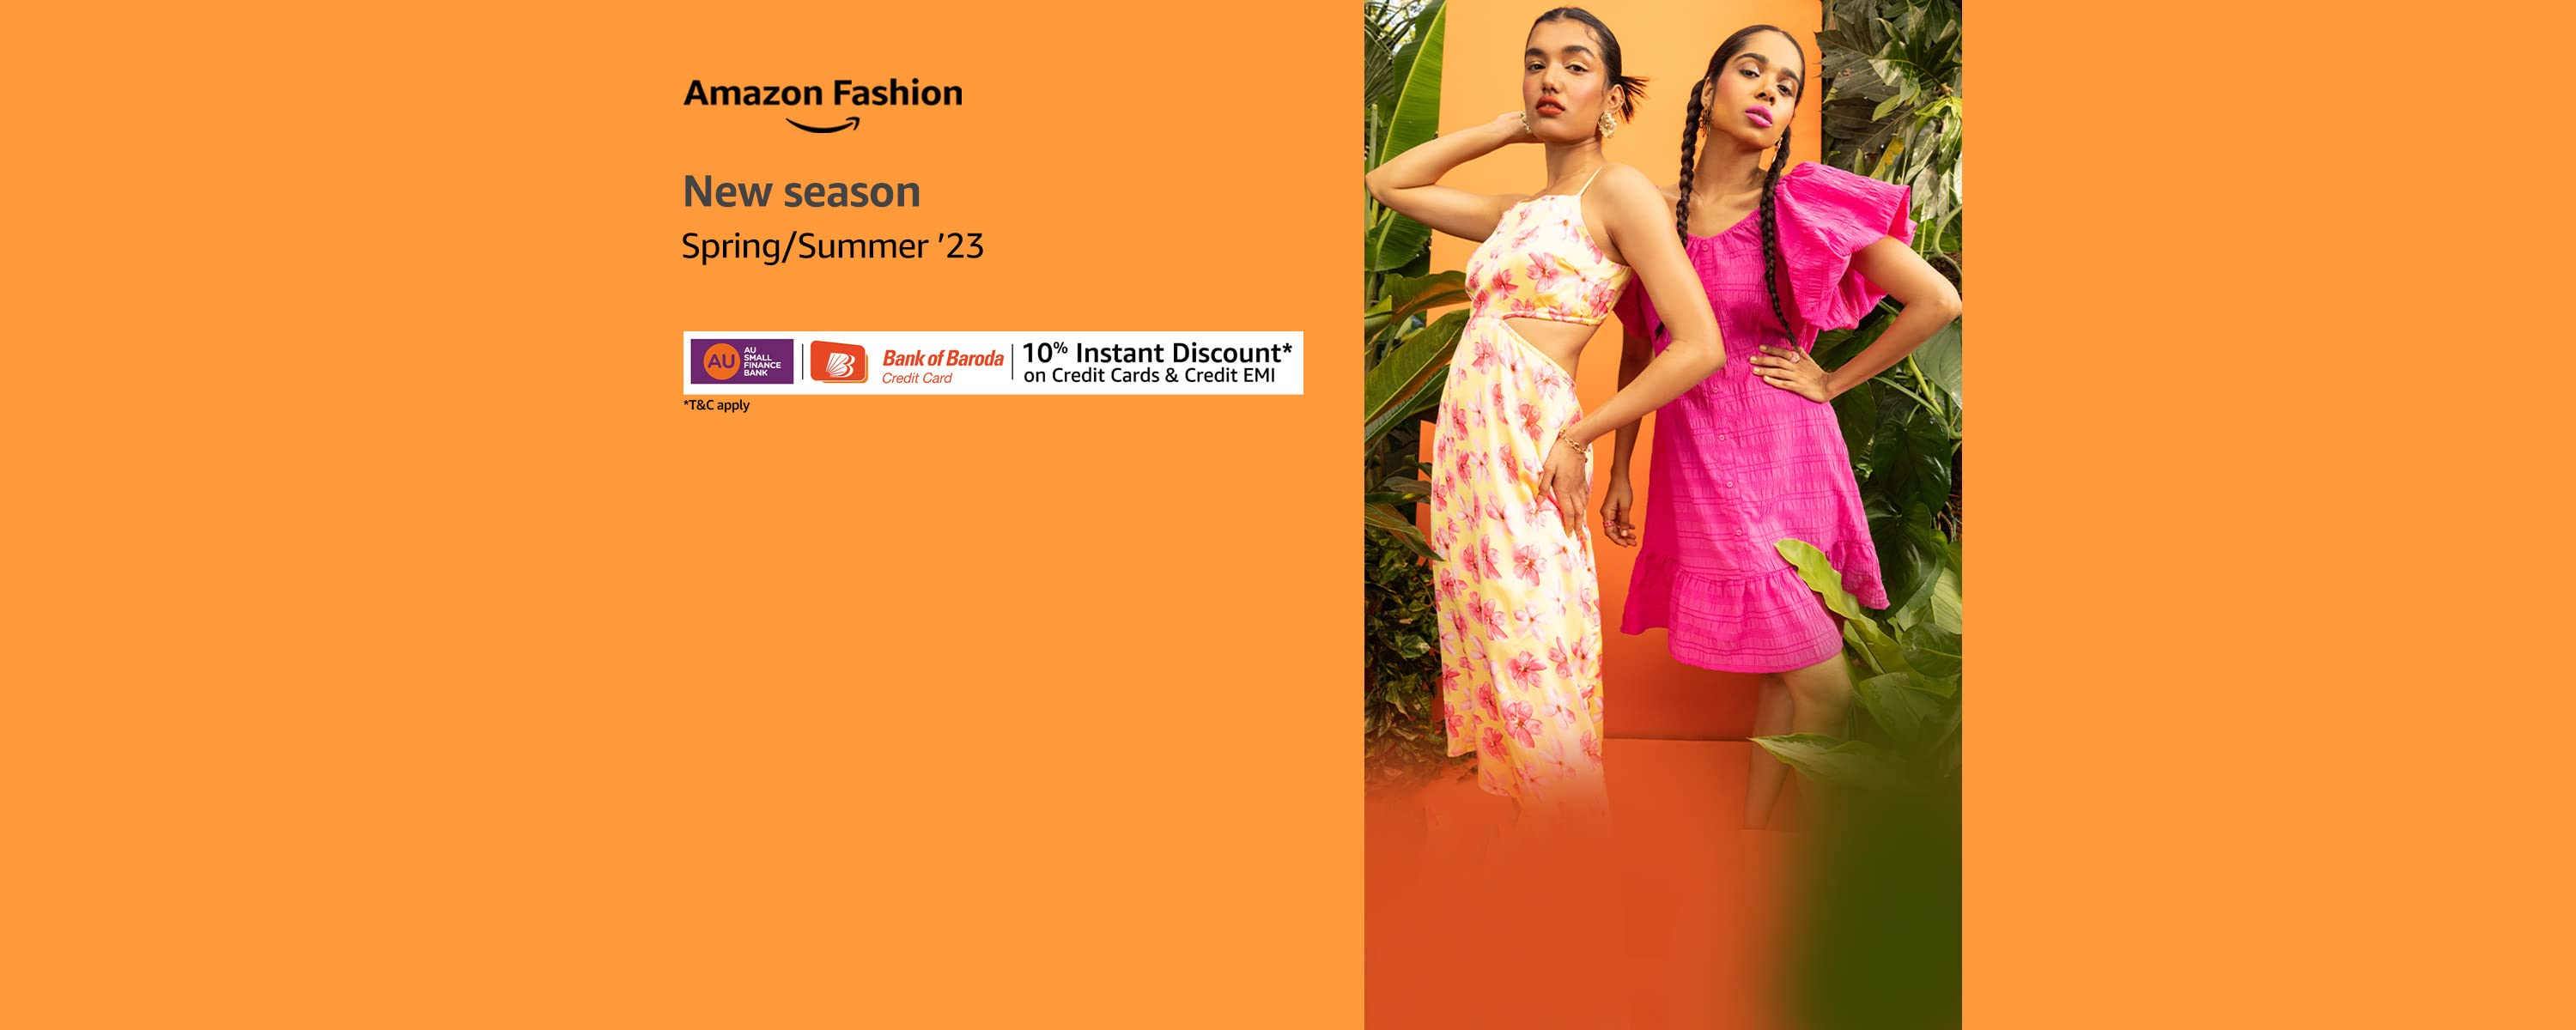 Amazon Fashion
New season
Spring/Summer '23
AU
AU
SMALL
FINANCE
BANK
Bank of Baroda
Credit Card
10% Instant Discount*
on Credit Cards & Credit EMI
*T&C apply